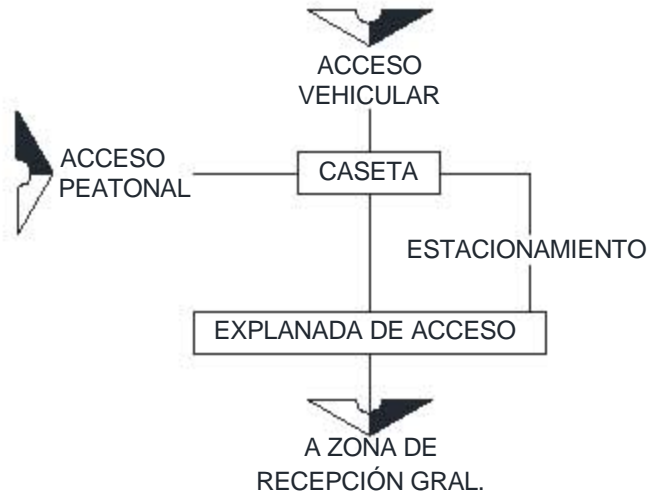 ACCESO
VEHICULAR
ACCESO
PEATONAL
CASETA
ESTACIONAMIENTO
EXPLANADA DE ACCESO
A ZONA DE
RECEPCIÓN GRAL.